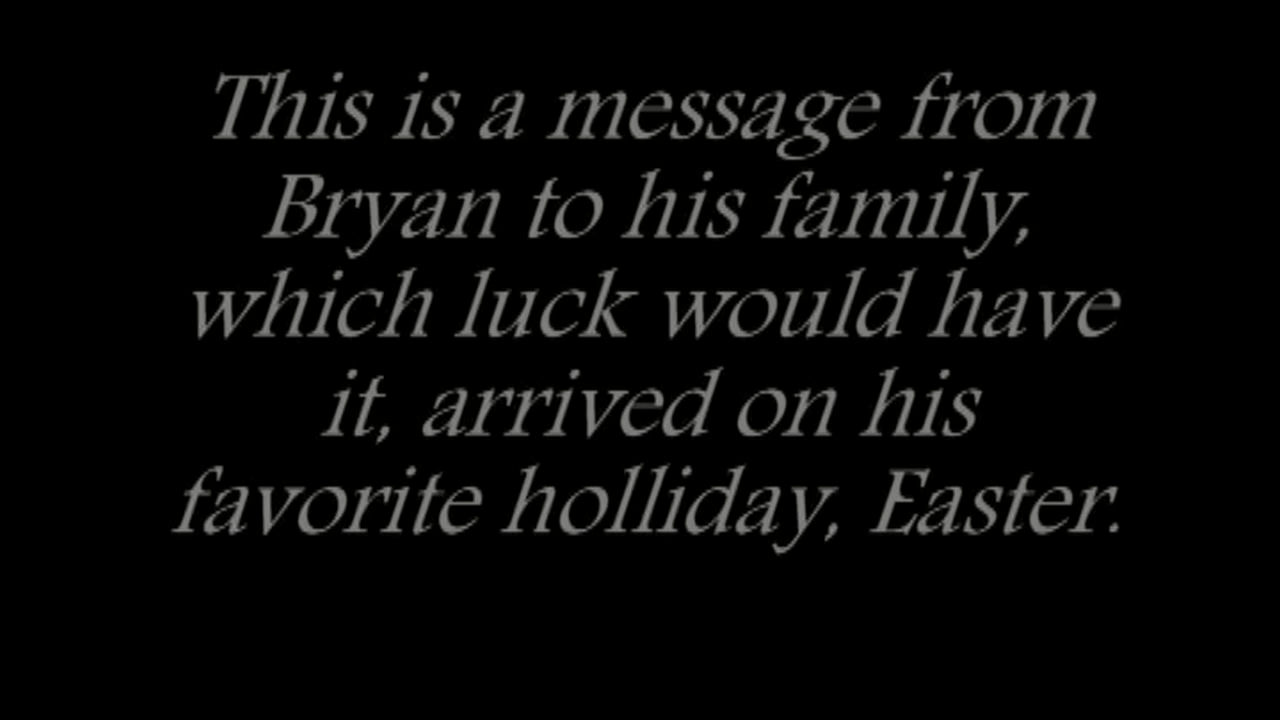 This is a message from
Bryan to his family,
which luck would have
it, arrived on his
favorite holliday, Easter.